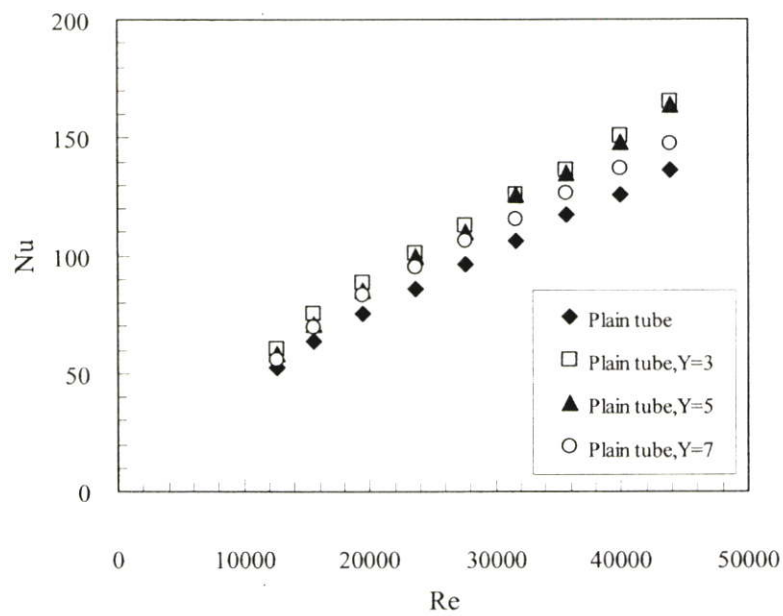 200
150
100
50
0
Nu
Plain tube
Plain tube,Y=3
Plain tube,Y=5
Plain tube,Y=7
0 10000 20000 30000 40000 50000
Re